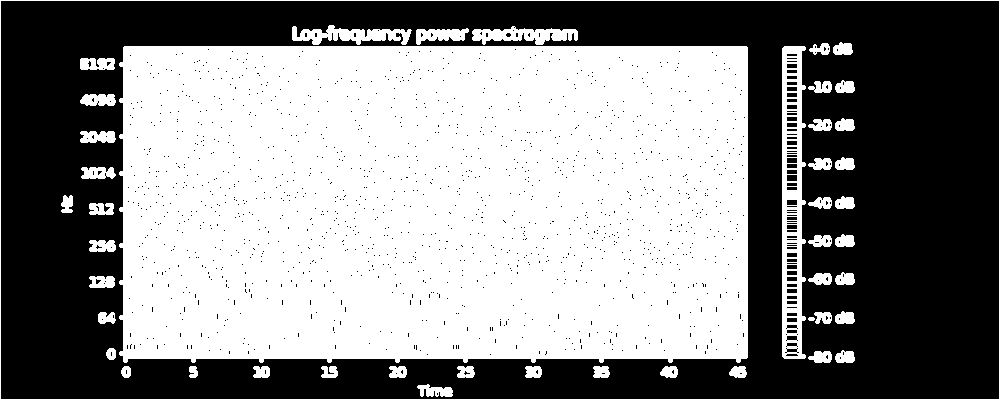 Log-frequency power spectrogram
+0 dB
8192
-10 dB
4096
-20 dB
2048
-30 dB
1024
-40 dB
Hz
512
-50 dB
256
-60 dB
128
-70 dB
64
-80 dB
0
0 5 10 15 20 25 30 35 40 45
Time